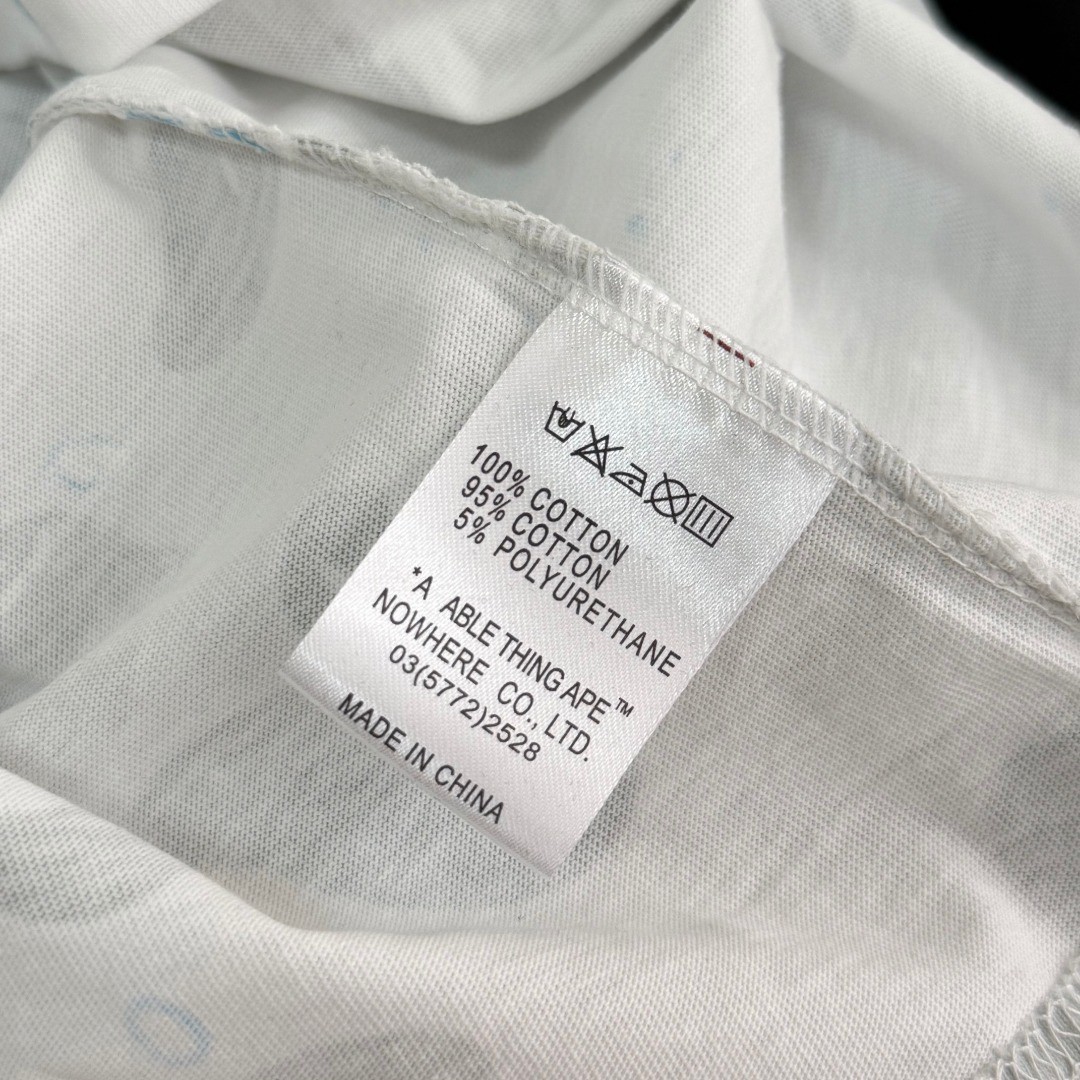 100% COTTON
95% COTTON
5% POLYURETHANE
*A ABLE THING APE™
NOWHERE CO., LTD.
03(5772)2528
MADE IN CHINA